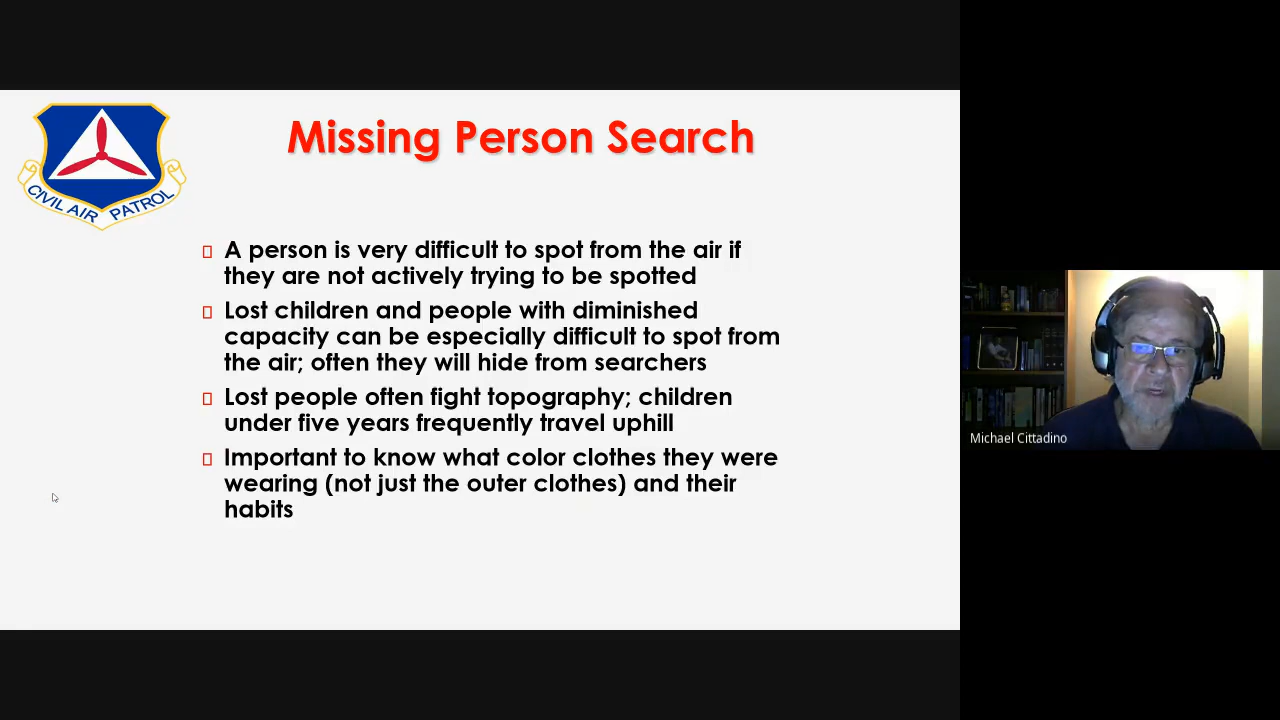 CIVIL AIR PATROL
Missing Person Search
A person is very difficult to spot from the air if
they are not actively trying to be spotted
Lost children and people with diminished
capacity can be especially difficult to spot from
the air; often they will hide from searchers
Lost people often fight topography; children
under five years frequently travel uphill
Important to know what color clothes they were
wearing (not just the outer clothes) and their
habits
Michael Cittadino